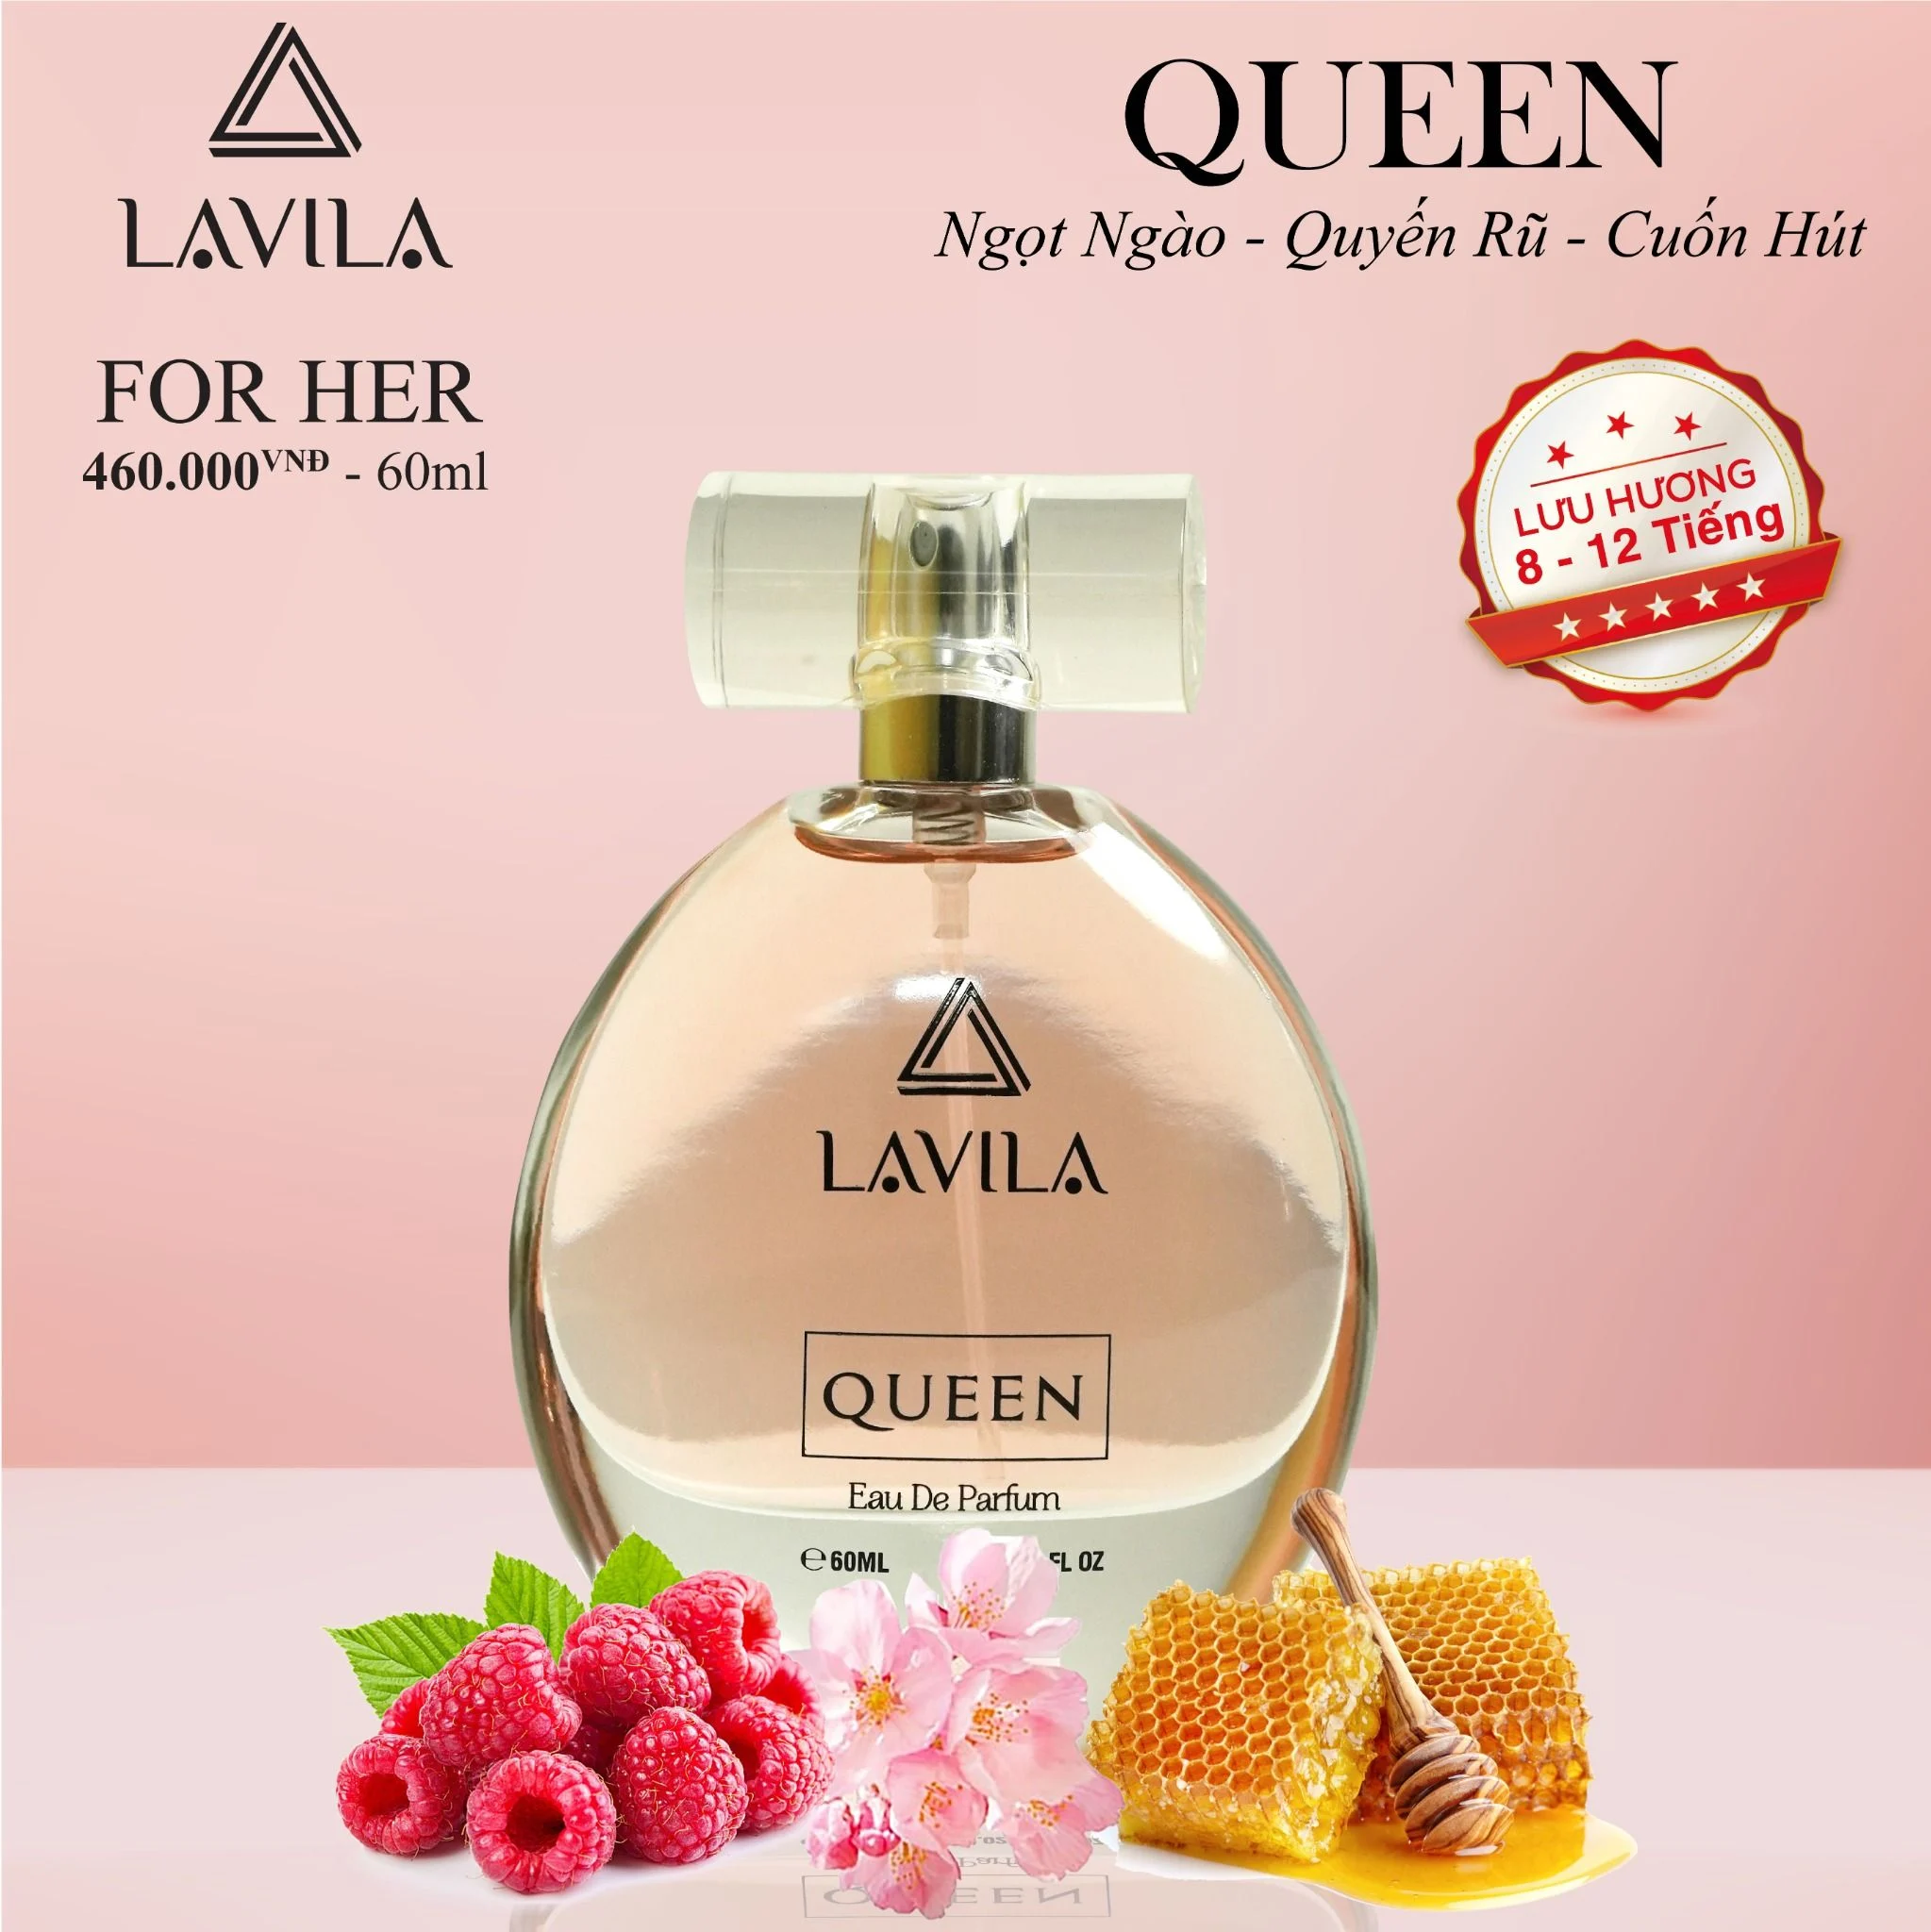 LAVILA
QUEEN
Ngọt Ngào - Quyến Rũ - Cuốn Hút
FOR HER
460.000VNĐ - 60ml
LƯU HƯƠNG
8 - 12 Tiếng
LAVILA
QUEEN
Eau De Parfum
℮60ML FL OZ